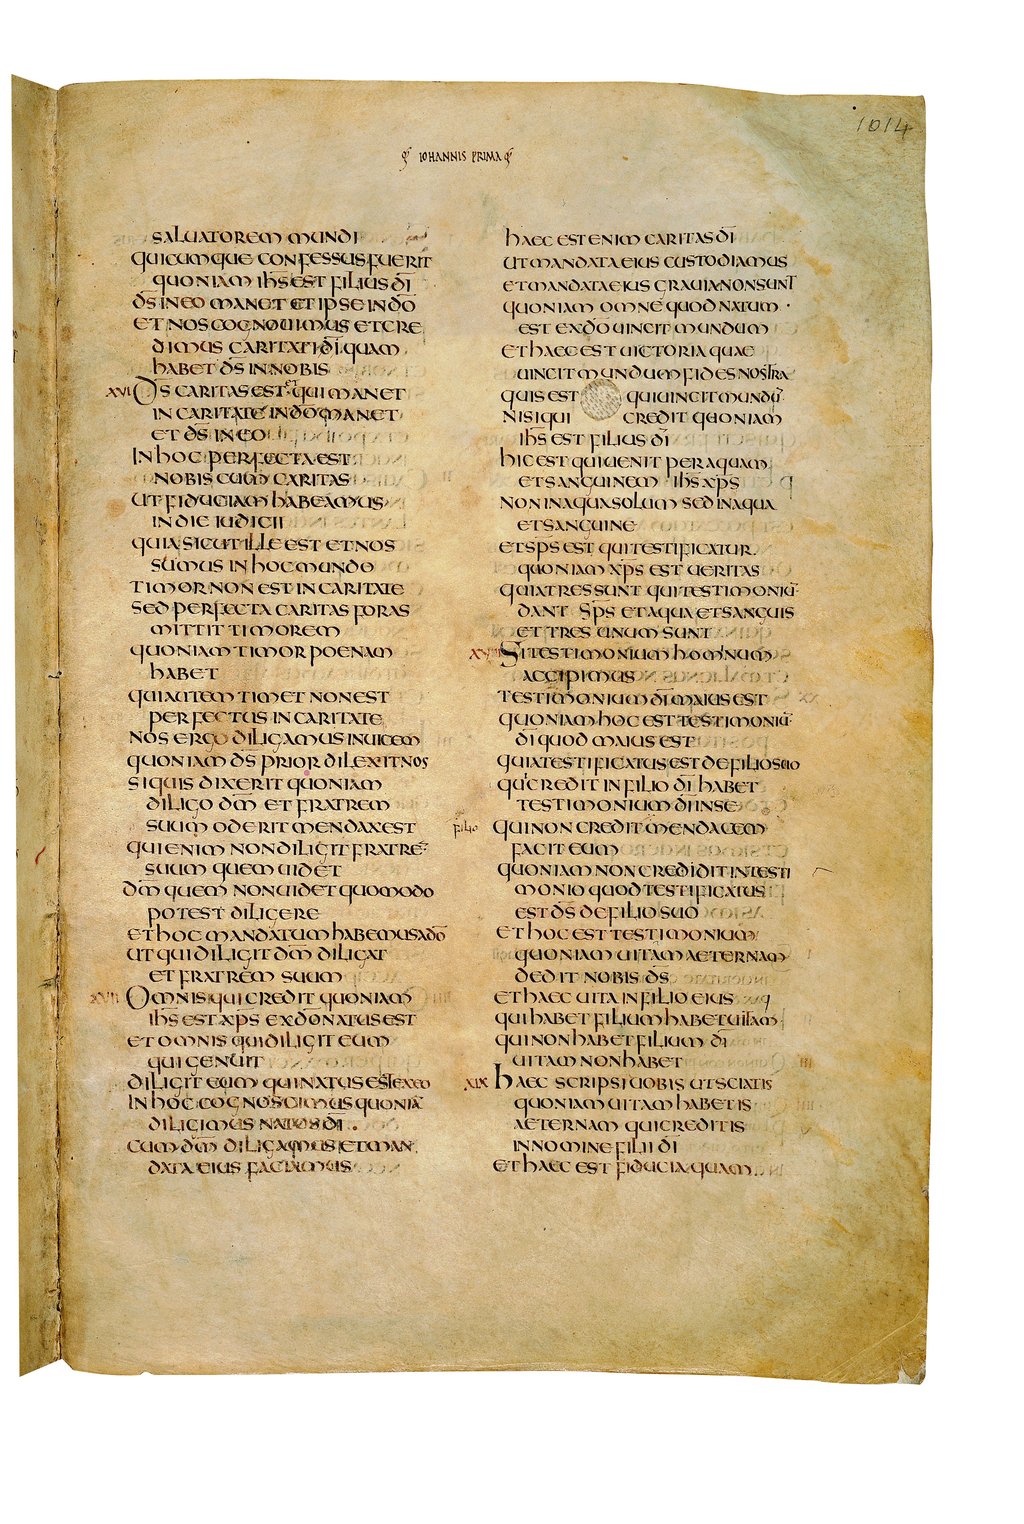 1014
IOHANNIS PRIMA
SALUATOREM MUNDI
QUICUMQUE CONFESSUS FUERIT
QUONIAM IHS EST FILIUS DI
DS IN EO MANET ET IPSE IN DO
ET NOS COGNOUIMUS ET CRE
DIMUS CARITATI DI QUAM
HABET DS IN NOBIS
XVI DS CARITAS EST ET QUI MANET
IN CARITATE IN DO MANET
ET DS IN EO
IN HOC PERFECTA EST
NOBIS CUM CARITAS
UT FIDUCIAM HABEAMUS
IN DIE IUDICII
QUIA SICUT ILLE EST ET NOS
SUMUS IN HOC MUNDO
TIMOR NON EST IN CARITATE
SED PERFECTA CARITAS FORAS
MITTIT TIMOREM
QUONIAM TIMOR POENAM
HABET
QUI AUTEM TIMET NON EST
PERFECTUS IN CARITATE
NOS ERGO DILIGAMUS INUICEM
QUONIAM DS PRIOR DILEXIT NOS
SI QUIS DIXERIT QUONIAM
DILIGO DM ET FRATREM
SUUM ODERIT MENDAX EST
QUI ENIM NON DILIGIT FRATRE
SUUM QUEM UIDET
DM QUEM NON UIDET QUOMODO
POTEST DILIGERE
ET HOC MANDATUM HABEMUS A DO
UT QUI DILIGIT DM DILIGAT
ET FRATREM SUUM
XVII OMNIS QUI CREDIT QUONIAM
IHS EST XPS EX DO NATUS EST
ET OMNIS QUI DILIGIT EUM
QUI GENUIT
DILIGIT EUM QUI NATUS EST EX EO
IN HOC COGNOSCIMUS QUONIA
DILIGIMUS NATOS DI
CUM DM DILIGAMUS ET MAN
DATA EIUS FACIAMUS
HAEC EST ENIM CARITAS DI
UT MANDATA EIUS CUSTODIAMUS
ET MANDATA EIUS GRAUIA NON SUNT
QUONIAM OMNE QUOD NATUM
EST EX DO UINCIT MUNDUM
ET HAEC EST UICTORIA QUAE
UINCIT MUNDUM FIDES NOSTRA
QUIS EST QUI UINCIT MUNDU
NISI QUI CREDIT QUONIAM
IHS EST FILIUS DI
HIC EST QUI UENIT PER AQUAM
ET SANGUINEM IHS XPS
NON IN AQUA SOLUM SED IN AQUA
ET SANGUINE
ET SPS EST QUI TESTIFICATUR
QUONIAM XPS EST UERITAS
QUIA TRES SUNT QUI TESTIMONIU
DANT SPS ET AQUA ET SANGUIS
ET TRES UNUM SUNT
SI TESTIMONIUM HOMINUM
ACCIPIMUS
TESTIMONIUM DI MAIUS EST
QUONIAM HOC EST TESTIMONIU
DI QUOD MAIUS EST
QUIA TESTIFICATUS EST DE FILIO SUO
QUI CREDIT IN FILIO DI HABET
TESTIMONIUM DI IN SE
filio QUI NON CREDIT MENDACEM
FACIT EUM
QUONIAM NON CREDIDIT IN TESTI
MONIO QUOD TESTIFICATUS
EST DS DE FILIO SUO
ET HOC EST TESTIMONIUM
QUONIAM UITAM AETERNAM
DEDIT NOBIS DS
ET HAEC UITA IN FILIO EIUS
QUI HABET FILIUM HABET UITAM
QUI NON HABET FILIUM DI
UITAM NON HABET
XIX HAEC SCRIPSI UOBIS UT SCIATIS
QUONIAM UITAM HABETIS
AETERNAM QUI CREDITIS
IN NOMINE FILII DI
ET HAEC EST FIDUCIA QUAM